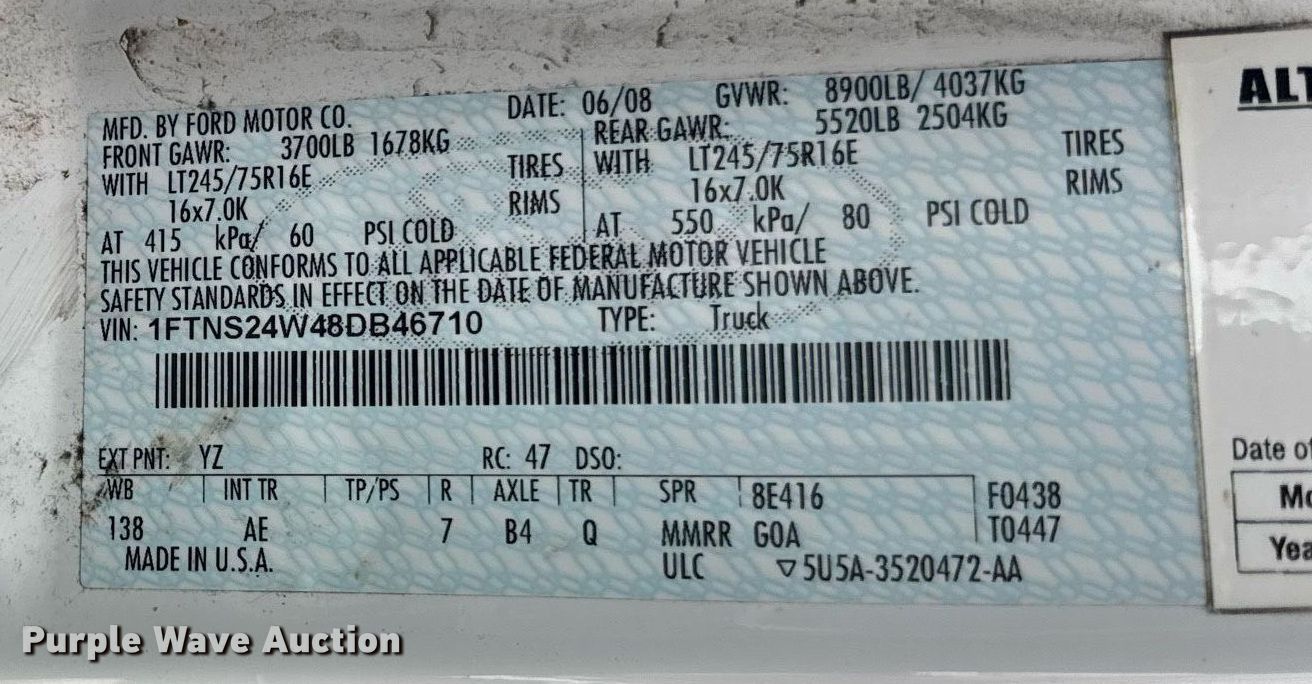 MFD. BY FORD MOTOR CO. DATE: 06/08 GVWR: 8900LB/ 4037KG
FRONT GAWR: 3700LB 1678KG REAR GAWR: 5520LB 2504KG
WITH LT245/75R16E TIRES WITH LT245/75R16E TIRES
16x7.0K RIMS 16x7.0K RIMS
AT 415 kPa/ 60 PSI COLD AT 550 kPa/ 80 PSI COLD
THIS VEHICLE CONFORMS TO ALL APPLICABLE FEDERAL MOTOR VEHICLE
SAFETY STANDARDS IN EFFECT ON THE DATE OF MANUFACTURE SHOWN ABOVE.
VIN: 1FTNS24W48DB46710 TYPE: Truck
EXT PNT: YZ RC: 47 DSO:
WB INT TR TP/PS R AXLE TR SPR 8E416 F0438
138 AE 7 B4 Q MMRR GOA T0447
MADE IN U.S.A. ULC ▽5U5A-3520472-AA
ALT
Date of
Mo
Yea
Purple Wave Auction